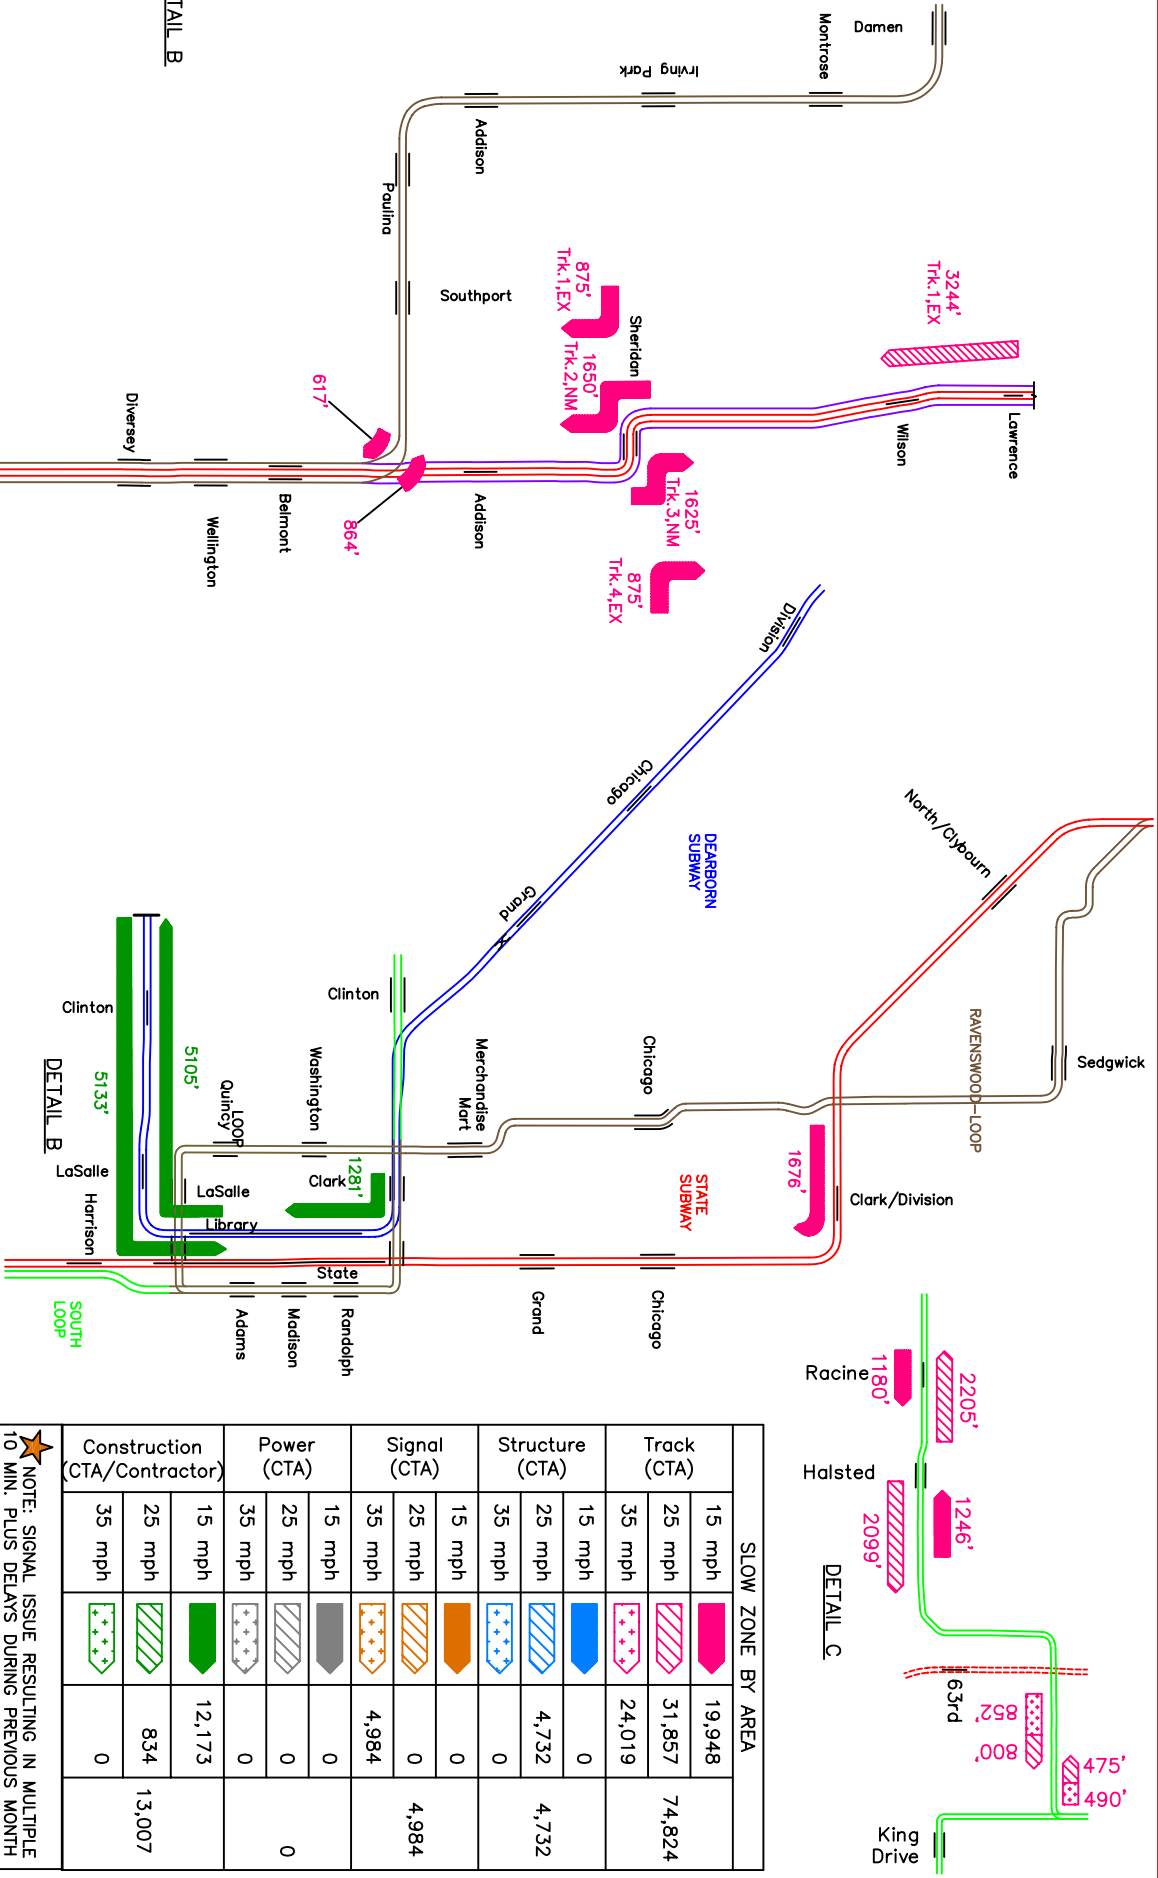 TAIL B
Damen
Montrose
Irving Park
Addison
Paulina
Southport
3244'
Trk.1,EX
875'
Trk.1,EX
Sheridan
1650'
Trk.2,NM
Lawrence
Wilson
617'
Diversey
864'
Addison
1625'
Trk.3,NM
Belmont
Wellington
875'
Trk.4,EX
Division
Chicago
Grand
DEARBORN
SUBWAY
North/Clybourn
RAVENSWOOD-LOOP
Sedgwick
Clinton
Clinton
5105'
5133'
DETAIL B
Washington
Merchandise
Mart
Chicago
LOOP
Quincy
LaSalle
LaSalle
Clark
1281'
Library
Harrison
State
STATE
SUBWAY
1676'
Clark/Division
SOUTH
LOOP
Adams
Madison
Randolph
Grand
Chicago
Racine
1180'
2205'
Halsted
2099'
1246'
DETAIL C
63rd
852'
800'
475'
490'
King
Drive
SLOW ZONE BY AREA
Track
(CTA)
15 mph 19,948
25 mph 31,857 74,824
35 mph 24,019
Structure
(CTA)
15 mph 0
25 mph 4,732 4,732
35 mph
Signal
(CTA)
15 mph 0
25 mph 0 4,984
35 mph 4,984
Power
(CTA)
15 mph 0
25 mph 0 0
35 mph 0
Construction
(CTA/Contractor)
15 mph 12,173
25 mph 834 13,007
35 mph 0
NOTE: SIGNAL ISSUE RESULTING IN MULTIPLE
10 MIN. PLUS DELAYS DURING PREVIOUS MONTH